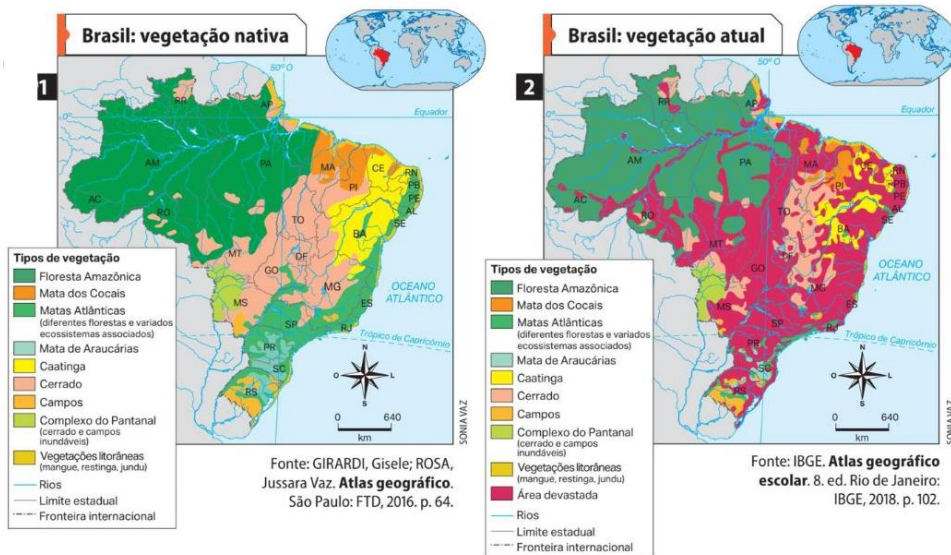 Brasil: vegetação nativa
1
50º O
Equador
0º
RR
AP
AM
PA
MA
CE
RN
PB
PE
AL
SE
PI
AC
RO
TO
BA
MT
DF
GO
MG
ES
MS
SP
RJ
PR
SC
RS
OCEANO
ATLÂNTICO
Trópico de Capricórnio
N
O
L
S
0
640
km
SONIA VAZ
Tipos de vegetação
Floresta Amazônica
Mata dos Cocais
Matas Atlânticas
(diferentes florestas e variados
ecossistemas associados)
Mata de Araucárias
Caatinga
Cerrado
Campos
Complexo do Pantanal
(cerrado e campos
inundáveis)
Vegetações litorâneas
(mangue, restinga, jundu)
Rios
Limite estadual
Fronteira internacional
Fonte: GIRARDI, Gisele; ROSA,
Jussara Vaz. Atlas geográfico.
São Paulo: FTD, 2016. p. 64.
Brasil: vegetação atual
2
50º O
Equador
0º
RR
AP
AM
PA
MA
CE
RN
PB
PE
AL
SE
PI
AC
RO
TO
BA
MT
DF
GO
MG
ES
MS
SP
RJ
PR
SC
RS
OCEANO
ATLÂNTICO
Trópico de Capricórnio
N
O
L
S
0
640
km
SONIA VAZ
Tipos de vegetação
Floresta Amazônica
Mata dos Cocais
Matas Atlânticas
(diferentes florestas e variados
ecossistemas associados)
Mata de Araucárias
Caatinga
Cerrado
Campos
Complexo do Pantanal
(cerrado e campos
inundáveis)
Vegetações litorâneas
(mangue, restinga, jundu)
Área devastada
Rios
Limite estadual
Fronteira internacional
Fonte: IBGE. Atlas geográfico
escolar. 8. ed. Rio de Janeiro:
IBGE, 2018. p. 102.